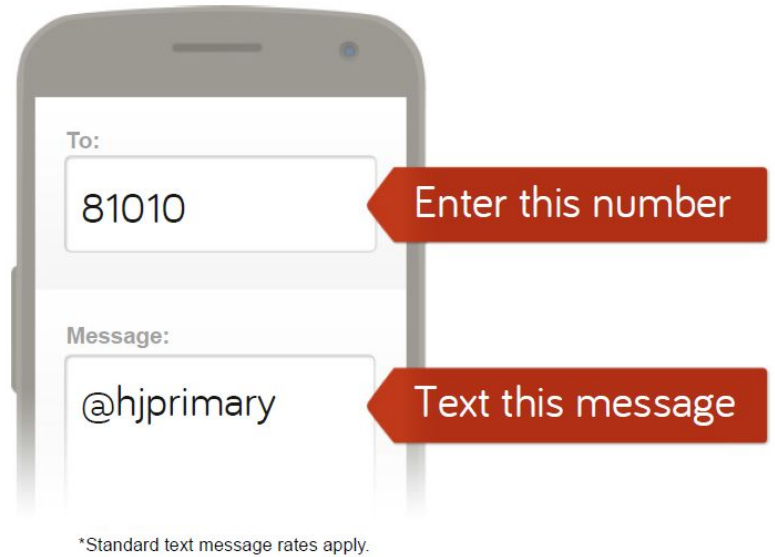 To:
81010
Enter this number
Message:
@hjprimary
Text this message
*Standard text message rates apply.